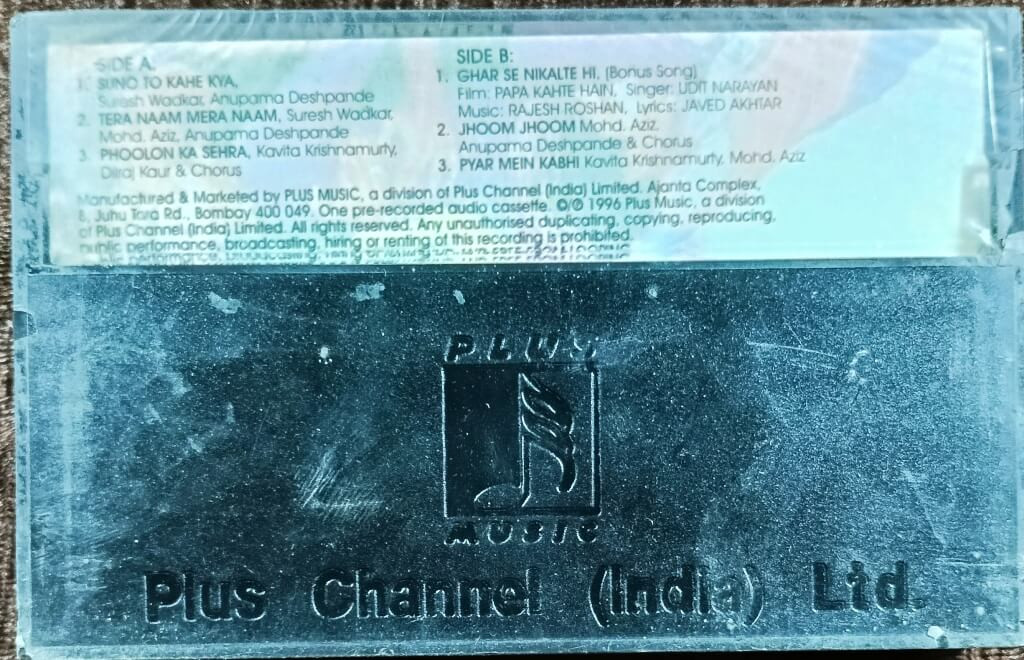 SIDE A.
1. SUNO TO KAHE KYA,
Suresh Wadkar, Anupama Deshpande
2. TERA NAAM MERA NAAM, Suresh Wadkar,
Mohd. Aziz, Anupama Deshpande
3. PHOOLON KA SEHRA, Kavita Krishnamurty,
Dilraj Kaur & Chorus
SIDE B:
1. GHAR SE NIKALTE HI, (Bonus Song)
Film: PAPA KAHTE HAIN, Singer: UDIT NARAYAN
Music: RAJESH ROSHAN, Lyrics: JAVED AKHTAR
2. JHOOM JHOOM Mohd. Aziz,
Anupama Deshpande & Chorus
3. PYAR MEIN KABHI Kavita Krishnamurty, Mohd. Aziz
Manufactured & Marketed by PLUS MUSIC, a division of Plus Channel (India) Limited. Ajanta Complex,
8, Juhu Tara Rd., Bombay 400 049. One pre-recorded audio cassette. ©/℗ 1996 Plus Music, a division
of Plus Channel (India) Limited. All rights reserved. Any unauthorised duplicating, copying, reproducing,
public performance, broadcasting, hiring or renting of this recording is prohibited.
PLUS
MUSIC
Plus Channel (India) Ltd.